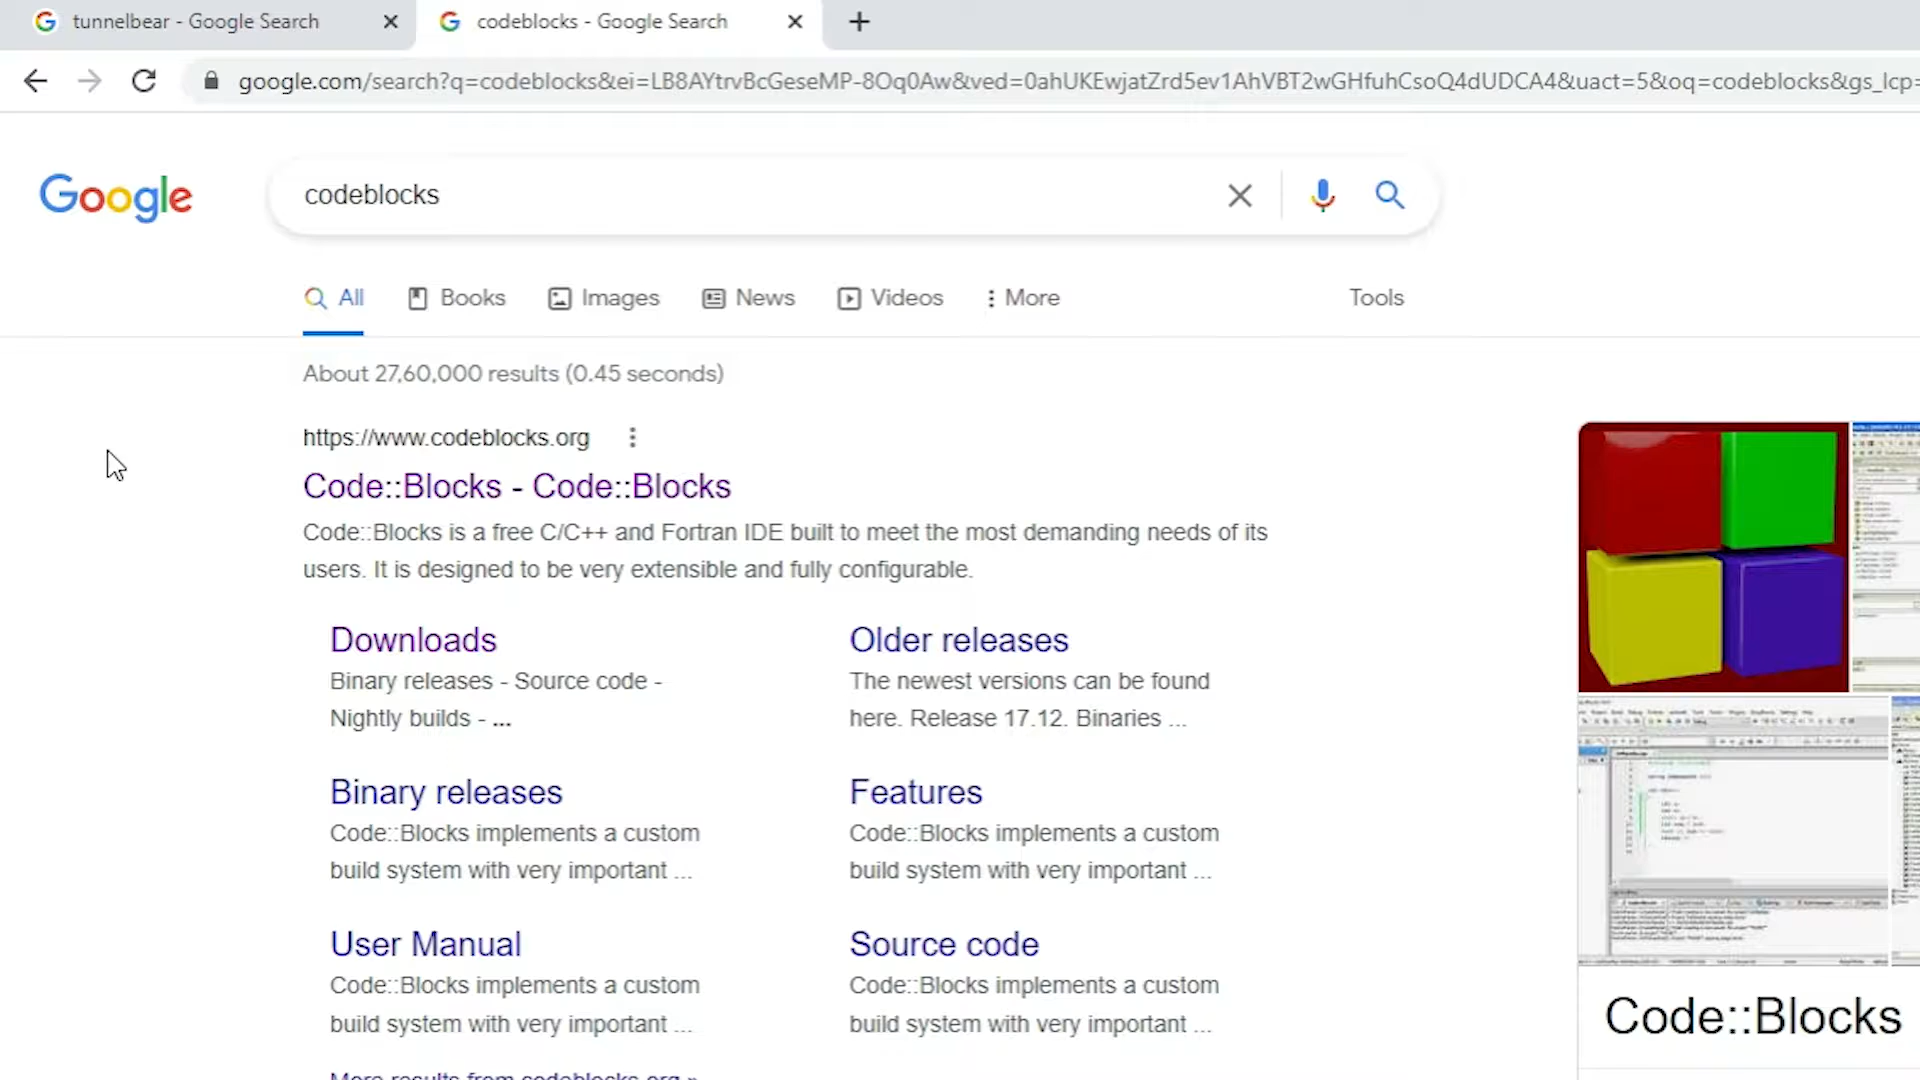 tunnelbear - Google Search
codeblocks - Google Search
google.com/search?q=codeblocks&ei=LB8AYtrvBcGeseMP-8Oq0Aw&ved=0ahUKEwjatZrd5ev1AhVBT2wGHfuhCsoQ4dUDCA4&uact=5&oq=codeblocks&gs_lcp=
Google
codeblocks
All
Books
Images
News
Videos
More
Tools
About 27,60,000 results (0.45 seconds)
https://www.codeblocks.org
Code::Blocks - Code::Blocks
Code::Blocks is a free C/C++ and Fortran IDE built to meet the most demanding needs of its
users. It is designed to be very extensible and fully configurable.
Downloads
Binary releases - Source code -
Nightly builds - ...
Older releases
The newest versions can be found
here. Release 17.12. Binaries ...
Binary releases
Code::Blocks implements a custom
build system with very important ...
Features
Code::Blocks implements a custom
build system with very important ...
User Manual
Code::Blocks implements a custom
build system with very important ...
Source code
Code::Blocks implements a custom
build system with very important ...
More results from codeblocks.org »
Code::Blocks